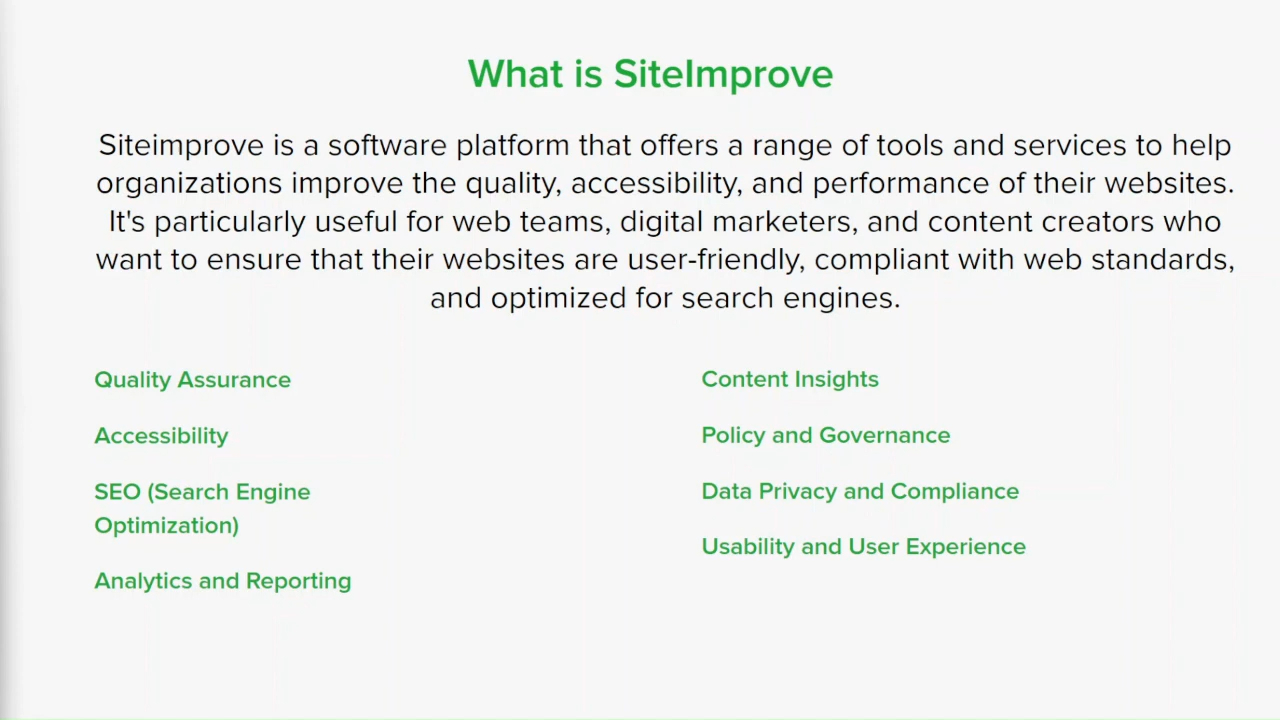 What is SiteImprove
Siteimprove is a software platform that offers a range of tools and services to help
organizations improve the quality, accessibility, and performance of their websites.
It's particularly useful for web teams, digital marketers, and content creators who
want to ensure that their websites are user-friendly, compliant with web standards,
and optimized for search engines.
Quality Assurance
Accessibility
SEO (Search Engine
Optimization)
Analytics and Reporting
Content Insights
Policy and Governance
Data Privacy and Compliance
Usability and User Experience